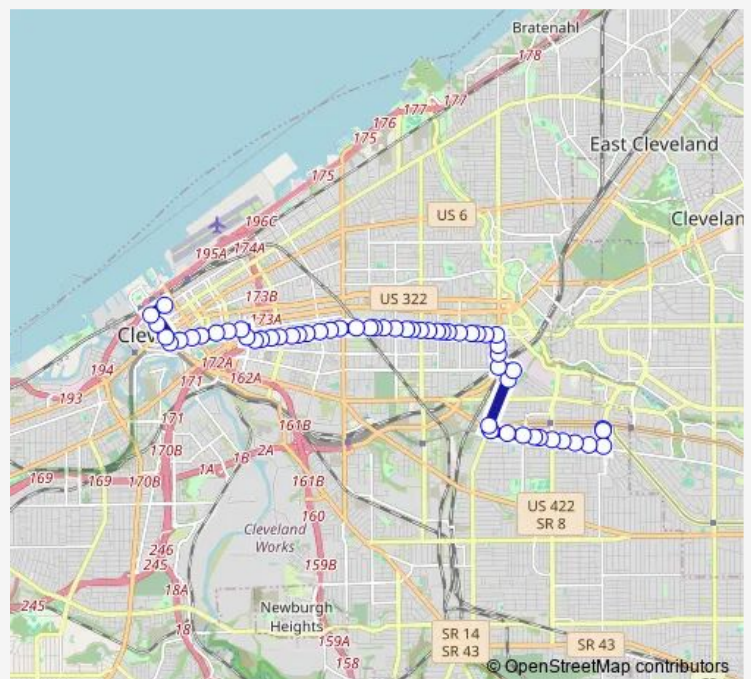 Bratenahl
178
177
177
176
175
East Cleveland
175
Clevelan
US 6
196C
195A
174A
173B
US 322
173A
Clev
194
172A
171
162A
193
171
161B
170B
2A
1B
1A
169
169
170B
161B
US 422
SR 8
160
Cleveland
Works
246
245
159B
18A
245
Newburgh
Heights
18
159A
SR 14
SR 43
SR 43
158
© OpenStreetMap contributors